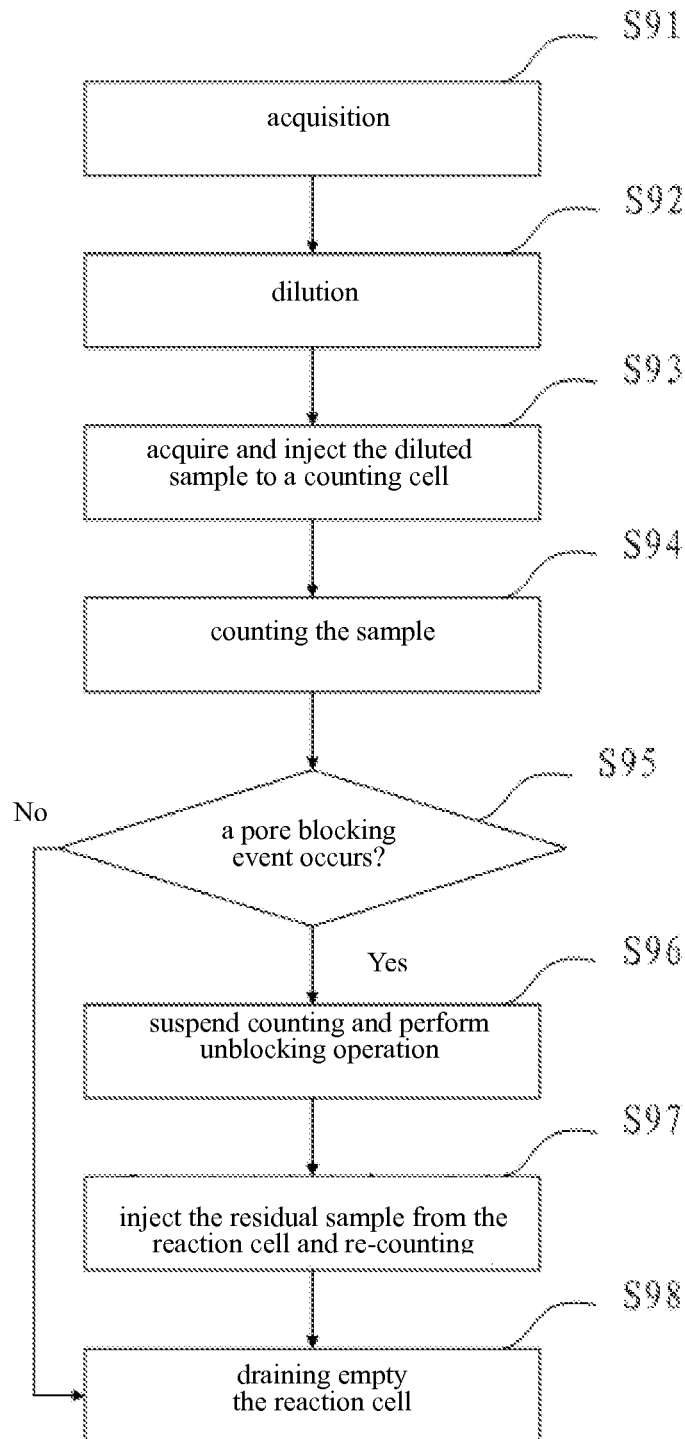 S91
acquisition
S92
dilution
S93
acquire and inject the diluted
sample to a counting cell
S94
counting the sample
S95
No
a pore blocking
event occurs?
Yes
S96
suspend counting and perform
unblocking operation
S97
inject the residual sample from the
reaction cell and re-counting
S98
draining empty
the reaction cell